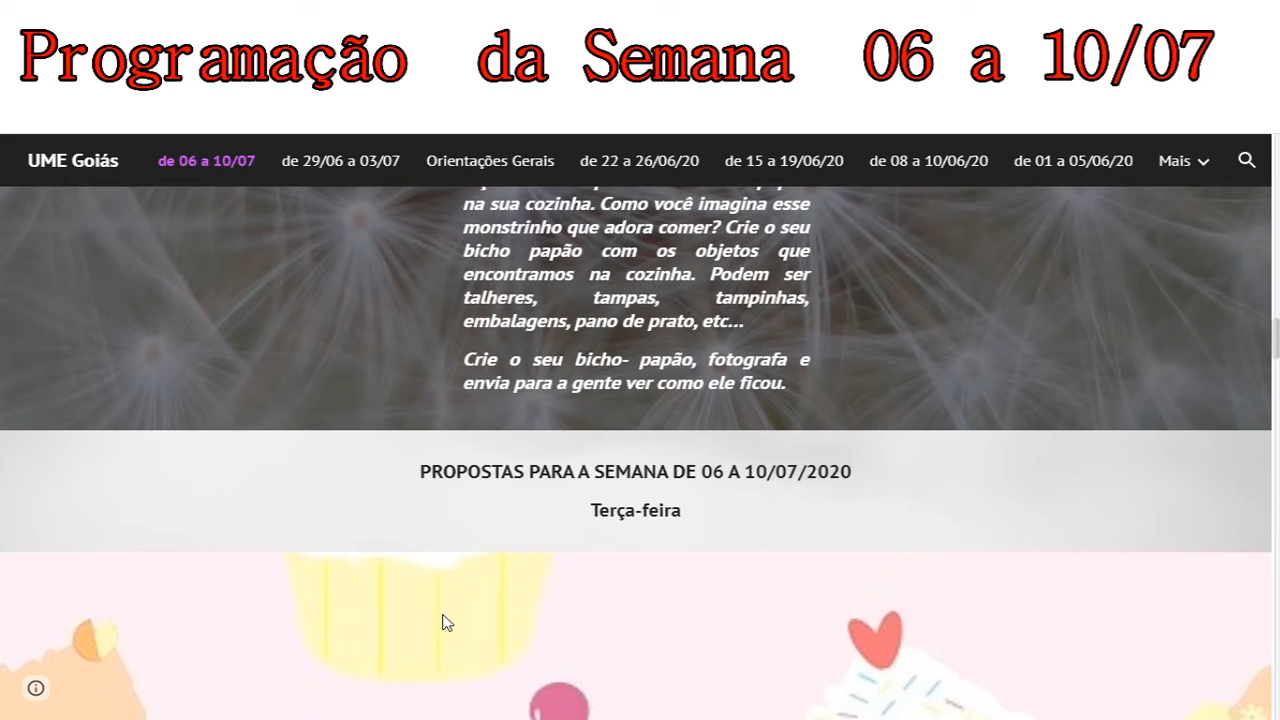 Programação da Semana 06 a 10/07
UME Goiás de 06 a 10/07 de 29/06 a 03/07 Orientações Gerais de 22 a 26/06/20 de 15 a 19/06/20 de 08 a 10/06/20 de 01 a 05/06/20 Mais
na sua cozinha. Como você imagina esse
monstrinho que adora comer? Crie o seu
bicho papão com os objetos que
encontramos na cozinha. Podem ser
talheres, tampas, tampinhas,
embalagens, pano de prato, etc...
Crie o seu bicho- papão, fotografa e
envia para a gente ver como ele ficou.
PROPOSTAS PARA A SEMANA DE 06 A 10/07/2020
Terça-feira